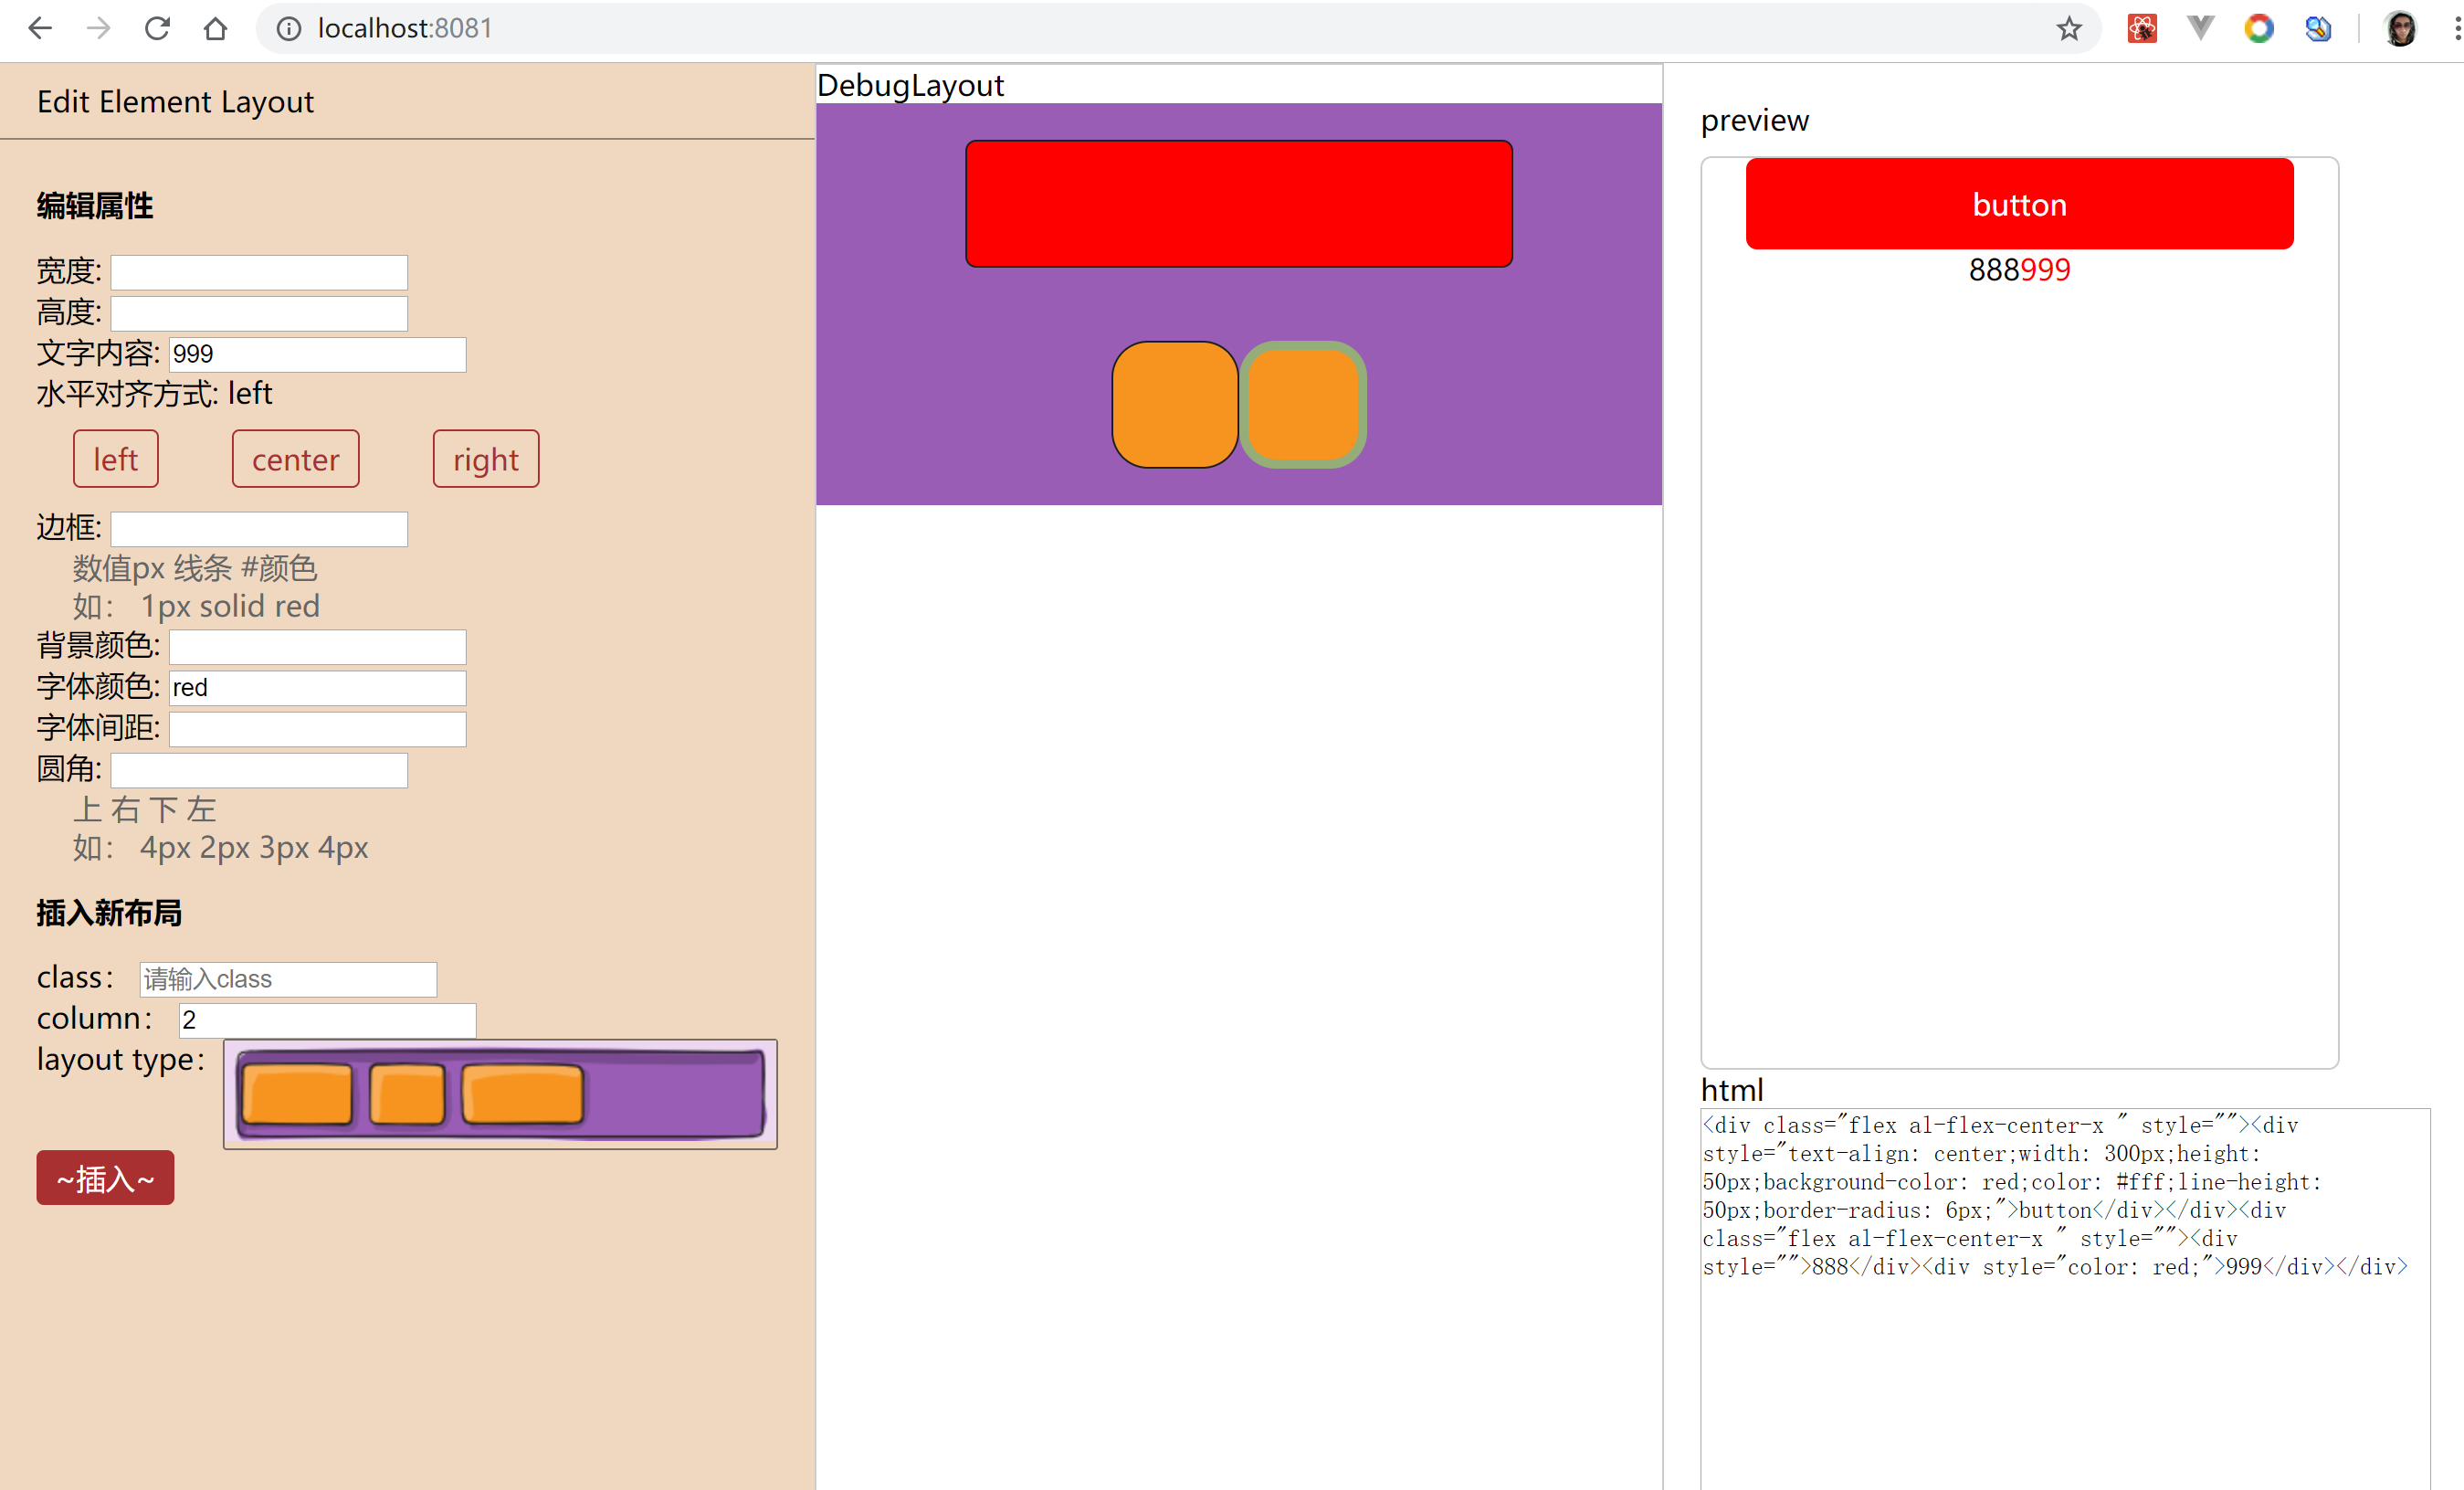 localhost:8081
Edit Element Layout
编辑属性
宽度:
高度:
文字内容: 999
水平对齐方式: left
left center right
边框:
数值px 线条 #颜色
如： 1px solid red
背景颜色:
字体颜色: red
字体间距:
圆角:
上 右 下 左
如： 4px 2px 3px 4px
插入新布局
class： 请输入class
column： 2
layout type：
~插入~
DebugLayout
preview
button
888999
html
<div class="flex al-flex-center-x " style=""><div
style="text-align: center;width: 300px;height:
50px;background-color: red;color: #fff;line-height:
50px;border-radius: 6px;">button</div></div><div
class="flex al-flex-center-x " style=""><div
style="">888</div><div style="color: red;">999</div></div>